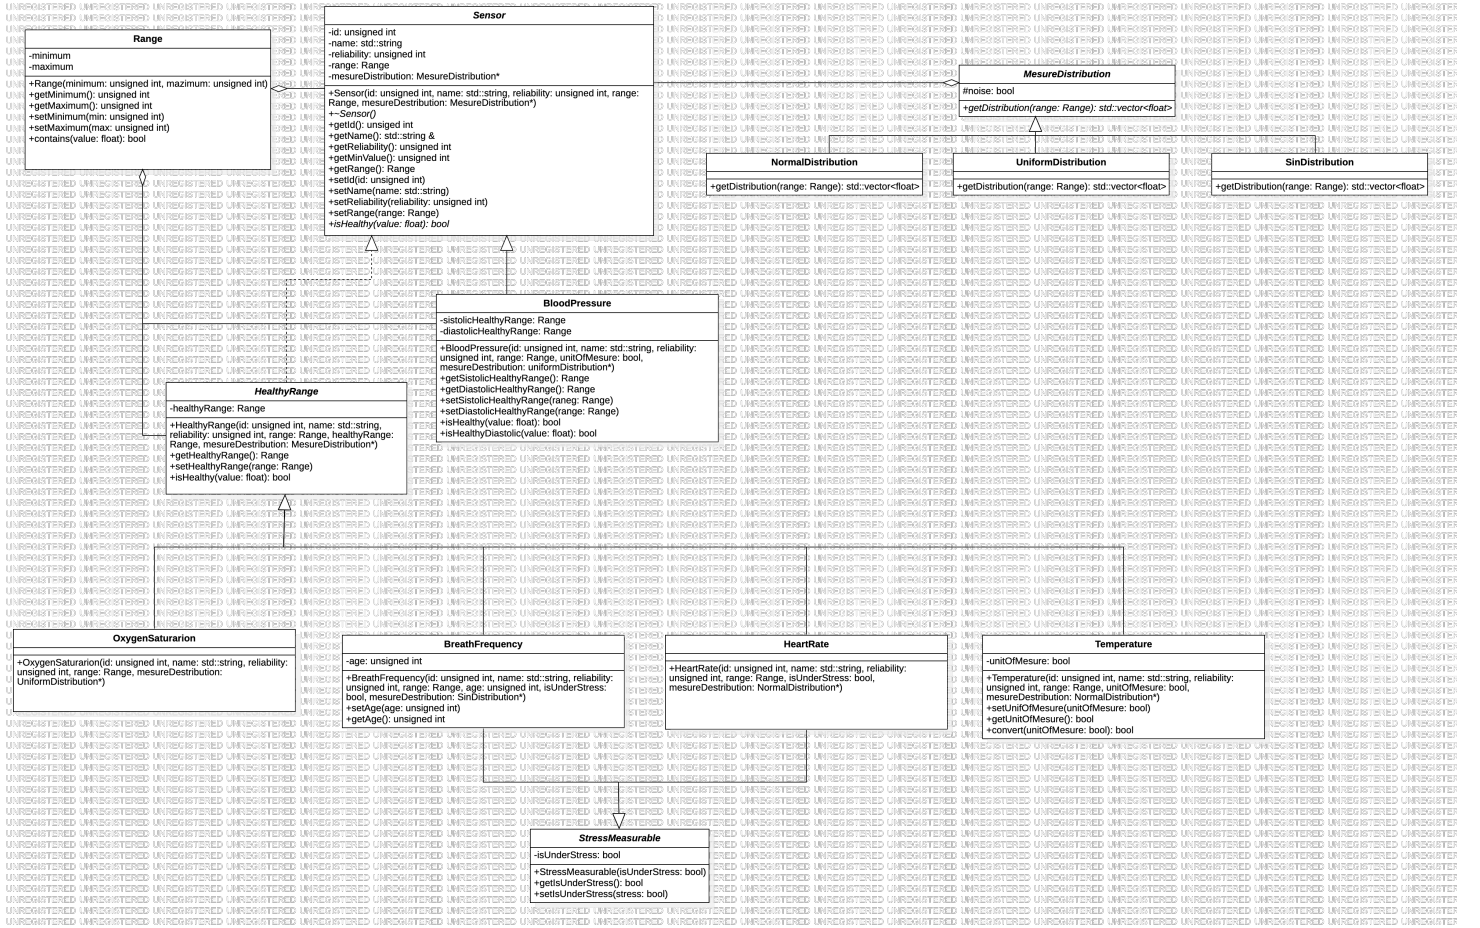 Sensor
-id: unsigned int
-name: std::string
-reliability: unsigned int
-range: Range
-mesureDistribution: MesureDistribution*
+Sensor(id: unsigned int, name: std::string, reliability: unsigned int, range:
Range, mesureDestribution: MesureDistribution*)
+~Sensor()
+getId(): unsiged int
+getName(): std::string &
+getReliability(): unsigned int
+getMinValue(): unsigned int
+getRange(): Range
+setId(id: unsigned int)
+setName(name: std::string)
+setReliability(reliability: unsigned int)
+setRange(range: Range)
+isHealthy(value: float): bool
Range
-minimum
-maximum
+Range(minimum: unsigned int, mazimum: unsigned int)
+getMinimum(): unsigned int
+getMaximum(): unsigned int
+setMinimum(min: unsigned int)
+setMaximum(max: unsigned int)
+contains(value: float): bool
MesureDistribution
#noise: bool
+getDistribution(range: Range): std::vector<float>
NormalDistribution
+getDistribution(range: Range): std::vector<float>
UniformDistribution
+getDistribution(range: Range): std::vector<float>
SinDistribution
+getDistribution(range: Range): std::vector<float>
BloodPressure
-sistolicHealthyRange: Range
-diastolicHealthyRange: Range
+BloodPressure(id: unsigned int, name: std::string, reliability:
unsigned int, range: Range, unitOfMesure: bool,
mesureDestribution: uniformDistribution*)
+getSistolicHealthyRange(): Range
+getDiastolicHealthyRange(): Range
+setSistolicHealthyRange(raneg: Range)
+setDiastolicHealthyRange(range: Range)
+isHealthy(value: float): bool
+isHealthyDiastolic(value: float): bool
HealthyRange
-healthyRange: Range
+HealthyRange(id: unsigned int, name: std::string,
reliability: unsigned int, range: Range, healthyRange:
Range, mesureDestribution: MesureDistribution*)
+getHealthyRange(): Range
+setHealthyRange(range: Range)
+isHealthy(value: float): bool
OxygenSaturarion
+OxygenSaturarion(id: unsigned int, name: std::string, reliability:
unsigned int, range: Range, mesureDestribution:
UniformDistribution*)
BreathFrequency
-age: unsigned int
+BreathFrequency(id: unsigned int, name: std::string, reliability:
unsigned int, range: Range, age: unsigned int, isUnderStress:
bool, mesureDestribution: SinDistribution*)
+setAge(age: unsigned int)
+getAge(): unsigned int
HeartRate
+HeartRate(id: unsigned int, name: std::string, reliability:
unsigned int, range: Range, isUnderStress: bool,
mesureDestribution: NormalDistribution*)
Temperature
-unitOfMesure: bool
+Temperature(id: unsigned int, name: std::string, reliability:
unsigned int, range: Range, unitOfMesure: bool,
mesureDestribution: NormalDistribution*)
+setUnifOfMesure(unitOfMesure: bool)
+getUnitOfMesure(): bool
+convert(unitOfMesure: bool): bool
StressMeasurable
-isUnderStress: bool
+StressMeasurable(isUnderStress: bool)
+getIsUnderStress(): bool
+setIsUnderStress(stress: bool)
UNREGISTERED